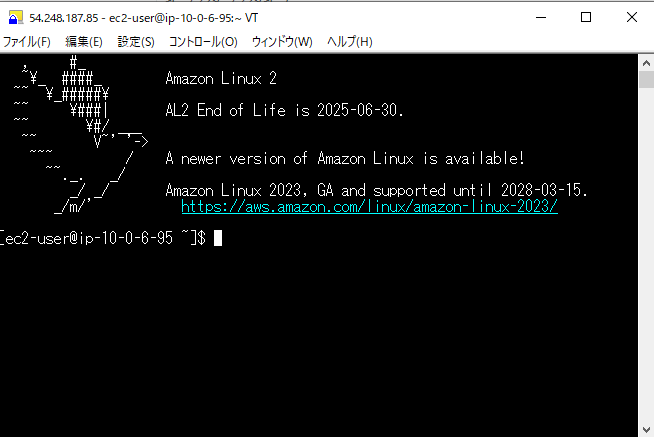 54.248.187.85 - ec2-user@ip-10-0-6-95:~ VT
ファイル(F) 編集(E) 設定(S) コントロール(O) ウィンドウ(W) ヘルプ(H)
   ,     #_
   ~¥_  ####_        Amazon Linux 2
  ~~  ¥_#####¥
  ~~     ¥###|       AL2 End of Life is 2025-06-30.
  ~~       ¥#/ ___
   ~~       V~' '->
    ~~~         /    A newer version of Amazon Linux is available!
      ~~._.   _/
         _/ _/       Amazon Linux 2023, GA and supported until 2028-03-15.
       _/m/'           https://aws.amazon.com/linux/amazon-linux-2023/
[ec2-user@ip-10-0-6-95 ~]$